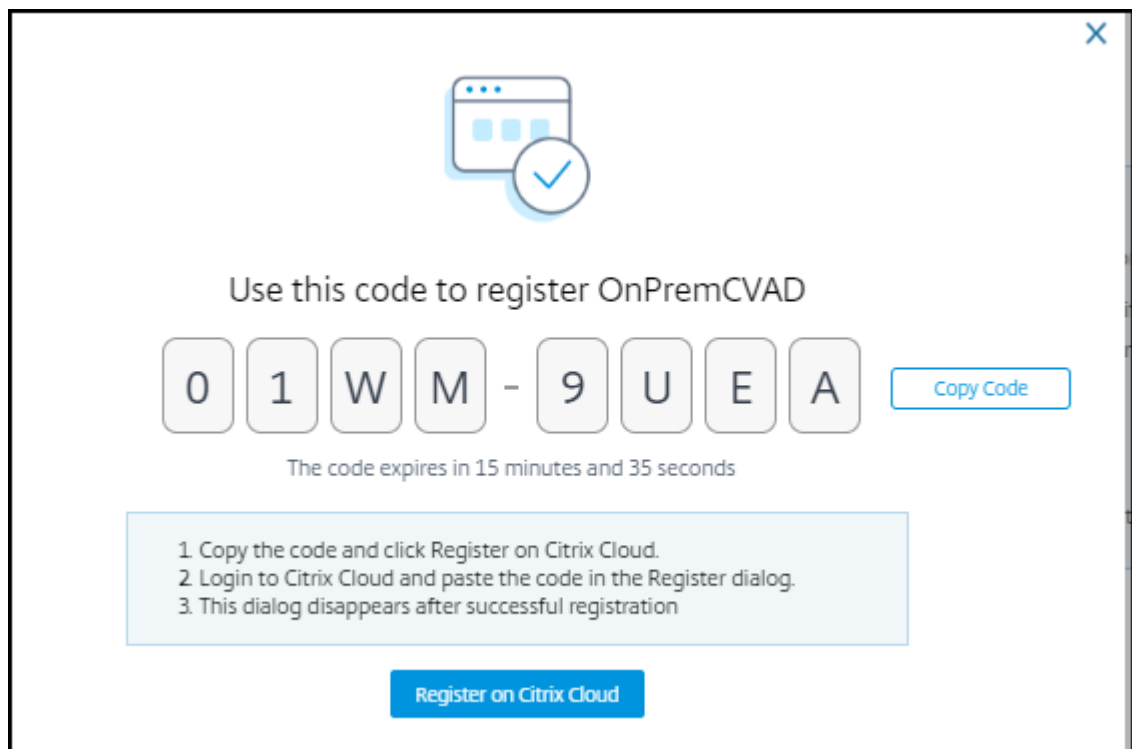 Use this code to register OnPremCVAD
0 1 W M - 9 U E A
Copy Code
The code expires in 15 minutes and 35 seconds
1. Copy the code and click Register on Citrix Cloud.
2. Login to Citrix Cloud and paste the code in the Register dialog.
3. This dialog disappears after successful registration
Register on Citrix Cloud